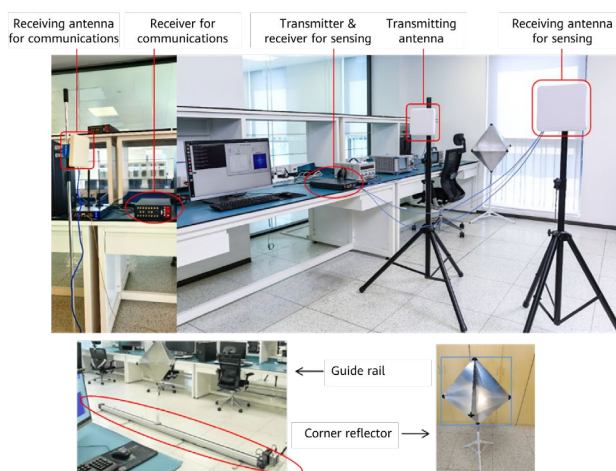 Receiving antenna
for communications
Receiver for
communications
Transmitter &
receiver for sensing
Transmitting
antenna
Receiving antenna
for sensing
Guide rail
Corner reflector